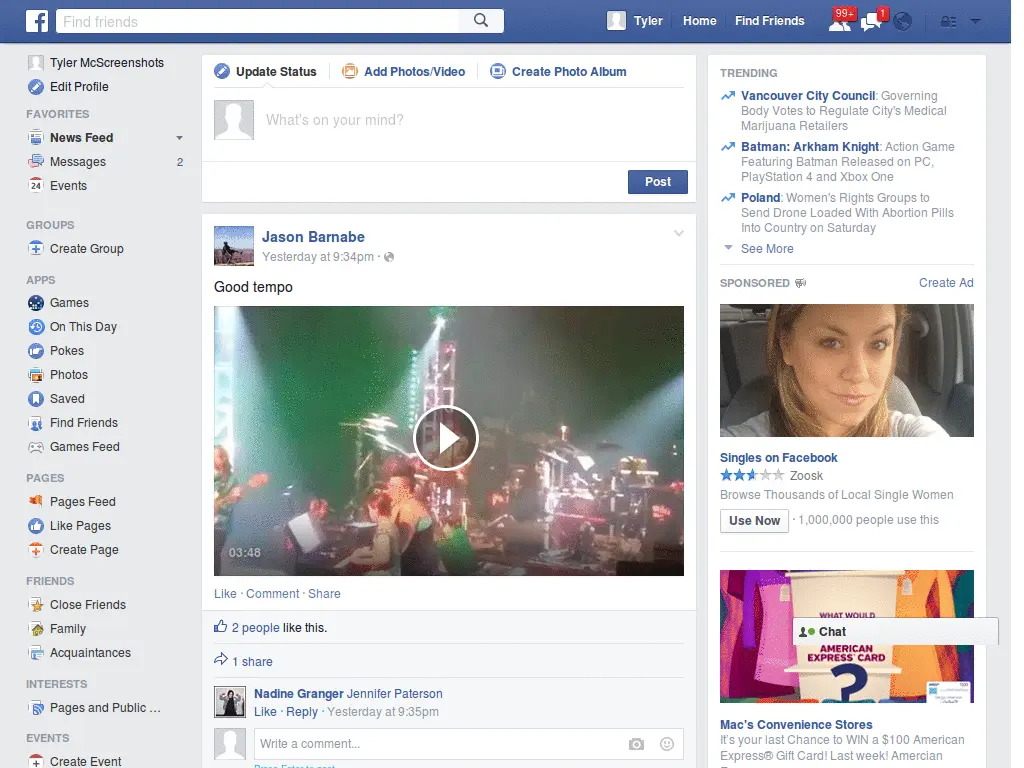 f
Find friends
Tyler
Home
Find Friends
99+
1
Tyler McScreenshots
Edit Profile
FAVORITES
News Feed
Messages 2
24 Events
GROUPS
Create Group
APPS
Games
On This Day
Pokes
Photos
Saved
Find Friends
Games Feed
PAGES
Pages Feed
Like Pages
Create Page
FRIENDS
Close Friends
Family
Acquaintances
INTERESTS
Pages and Public ...
EVENTS
Create Event
Update Status
Add Photos/Video
Create Photo Album
What's on your mind?
Post
Jason Barnabe
Yesterday at 9:34pm ·
Good tempo
03:48
Like · Comment · Share
2 people like this.
1 share
Nadine Granger Jennifer Paterson
Like · Reply · Yesterday at 9:35pm
Write a comment...
Press Enter to post.
TRENDING
Vancouver City Council: Governing
Body Votes to Regulate City's Medical
Marijuana Retailers
Batman: Arkham Knight: Action Game
Featuring Batman Released on PC,
PlayStation 4 and Xbox One
Poland: Women's Rights Groups to
Send Drone Loaded With Abortion Pills
Into Country on Saturday
See More
SPONSORED
Create Ad
Singles on Facebook
Zoosk
Browse Thousands of Local Single Women
Use Now · 1,000,000 people use this
WHAT WOULD
Chat
AMERICAN
EXPRESS CARD
?
Mac's Convenience Stores
It's your last Chance to WIN a $100 American
Express® Gift Card! Last week! Amercian